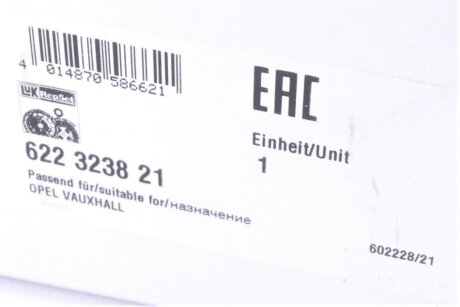 4 014870 586621
EAC
LUK RepSet
Einheit/Unit
1
622 3238 21
Passend für/suitable for/назначение
OPEL VAUXHALL
602228/21